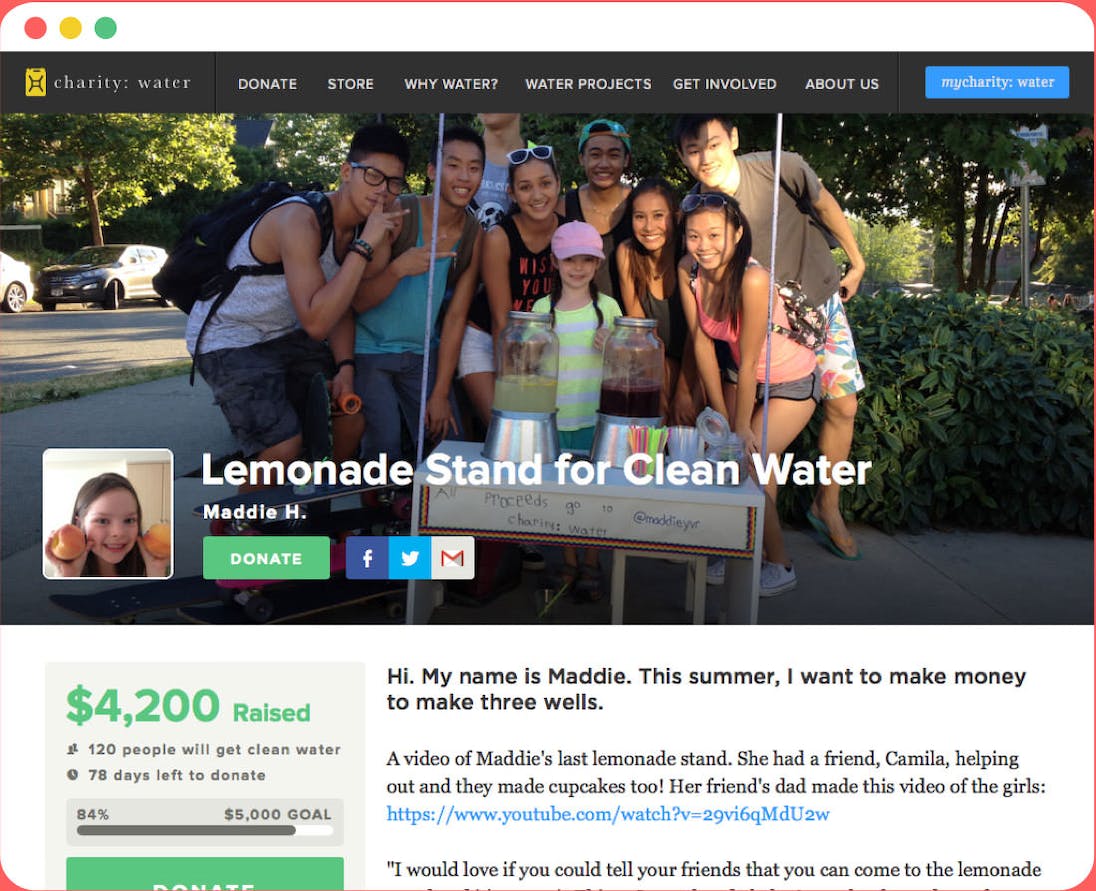 charity: water
DONATE
STORE
WHY WATER?
WATER PROJECTS
GET INVOLVED
ABOUT US
mycharity: water
WISH
YOU
Lemonade Stand for Clean Water
Maddie H.
All proceeds go to
charity: water
@maddieyvr
DONATE
$4,200 Raised
120 people will get clean water
78 days left to donate
84%
$5,000 GOAL
DONATE
Hi. My name is Maddie. This summer, I want to make money
to make three wells.
A video of Maddie's last lemonade stand. She had a friend, Camila, helping
out and they made cupcakes too! Her friend's dad made this video of the girls:
https://www.youtube.com/watch?v=29vi6qMdU2w
"I would love if you could tell your friends that you can come to the lemonade